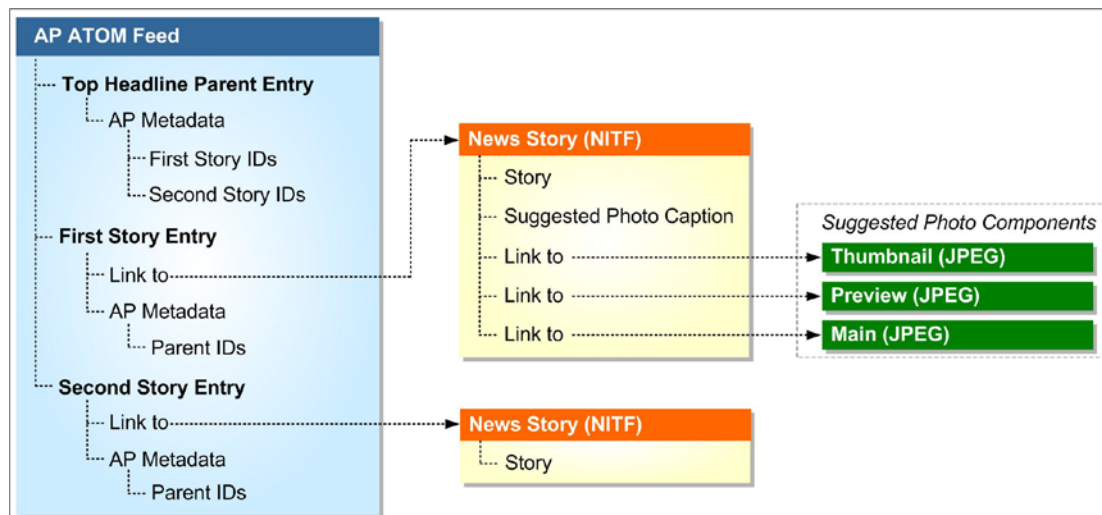 AP ATOM Feed
Top Headline Parent Entry
AP Metadata
First Story IDs
Second Story IDs
First Story Entry
Link to
AP Metadata
Parent IDs
Second Story Entry
Link to
AP Metadata
Parent IDs
News Story (NITF)
Story
Suggested Photo Caption
Link to
Link to
Link to
News Story (NITF)
Story
Suggested Photo Components
Thumbnail (JPEG)
Preview (JPEG)
Main (JPEG)